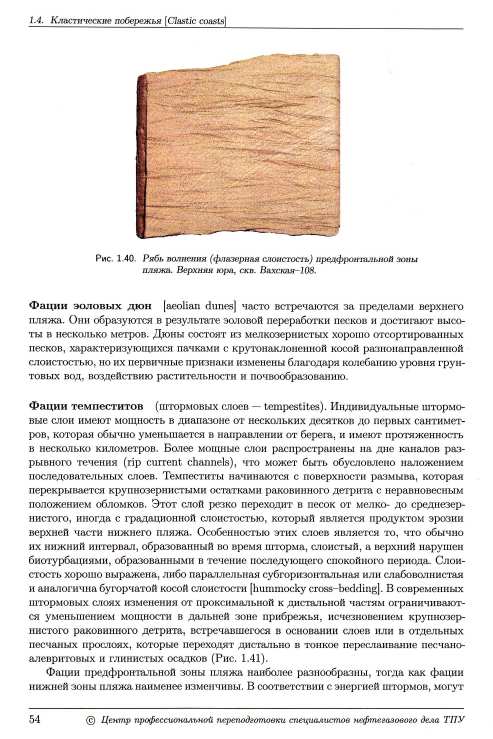 1.4. Кластические побережья [Clastic coasts]
Рис. 1.40. Рябь волнения (флазерная слоистость) предфронтальной зоны
пляжа. Верхняя юра, скв. Вахская–108.
Фации эоловых дюн [aeolian dunes] часто встречаются за пределами верхнего
пляжа. Они образуются в результате эоловой переработки песков и достигают высо-
ты в несколько метров. Дюны состоят из мелкозернистых хорошо отсортированных
песков, характеризующихся пачками с крутонаклоненной косой разнонаправленной
слоистостью, но их первичные признаки изменены благодаря колебанию уровня грун-
товых вод, воздействию растительности и почвообразованию.
Фации темпеститов (штормовых слоев — tempestites). Индивидуальные штормо-
вые слои имеют мощность в диапазоне от нескольких десятков до первых сантимет-
ров, которая обычно уменьшается в направлении от берега, и имеют протяженность
в несколько километров. Более мощные слои распространены на дне каналов раз-
рывного течения (rip current channels), что может быть обусловлено наложением
последовательных слоев. Темпеститы начинаются с поверхности размыва, которая
перекрывается крупнозернистыми остатками раковинного детрита с неравновесным
положением обломков. Этот слой резко переходит в песок от мелко- до среднезер-
нистого, иногда с градационной слоистостью, который является продуктом эрозии
верхней части нижнего пляжа. Особенностью этих слоев является то, что обычно
их нижний интервал, образованный во время шторма, слоистый, а верхний нарушен
биотурбациями, образованными в течение последующего спокойного периода. Слои-
стость хорошо выражена, либо параллельная субгоризонтальная или слабоволнистая
и аналогична бугорчатой косой слоистости [hummocky cross–bedding]. В современных
штормовых слоях изменения от проксимальной к дистальной частям ограничивают-
ся уменьшением мощности в дальней зоне прибрежья, исчезновением крупнозер-
нистого раковинного детрита, встречавшегося в основании слоев или в отдельных
песчаных прослоях, которые переходят дистально в тонкое переслаивание песчано-
алевритовых и глинистых осадков (Рис. 1.41).
Фации предфронтальной зоны пляжа наиболее разнообразны, тогда как фации
нижней зоны пляжа наименее изменчивы. В соответствии с энергией штормов, могут
54 © Центр профессиональной переподготовки специалистов нефтегазового дела ТПУ